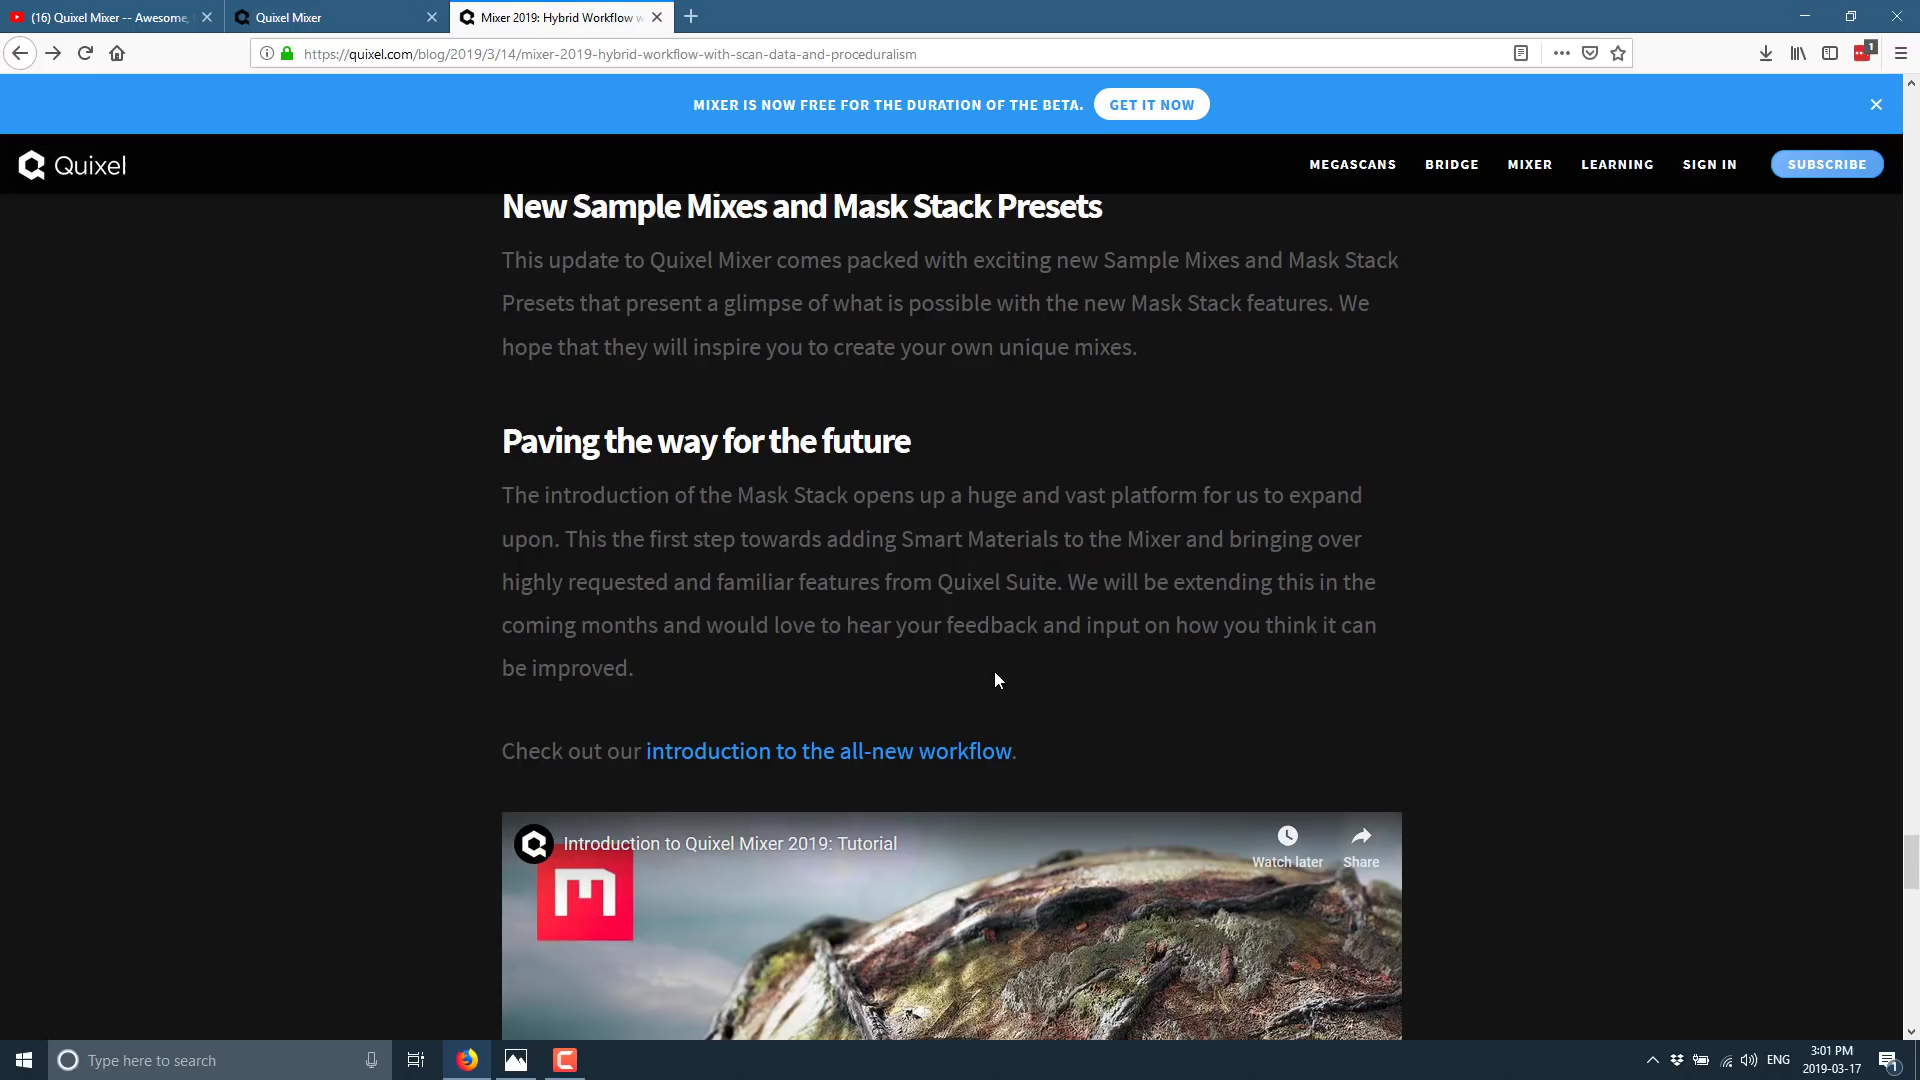 (16) Quixel Mixer -- Awesome,
Quixel Mixer
Mixer 2019: Hybrid Workflow w
https://quixel.com/blog/2019/3/14/mixer-2019-hybrid-workflow-with-scan-data-and-proceduralism
1
MIXER IS NOW FREE FOR THE DURATION OF THE BETA.
GET IT NOW
Quixel
MEGASCANS
BRIDGE
MIXER
LEARNING
SIGN IN
SUBSCRIBE
New Sample Mixes and Mask Stack Presets
This update to Quixel Mixer comes packed with exciting new Sample Mixes and Mask Stack
Presets that present a glimpse of what is possible with the new Mask Stack features. We
hope that they will inspire you to create your own unique mixes.
Paving the way for the future
The introduction of the Mask Stack opens up a huge and vast platform for us to expand
upon. This the first step towards adding Smart Materials to the Mixer and bringing over
highly requested and familiar features from Quixel Suite. We will be extending this in the
coming months and would love to hear your feedback and input on how you think it can
be improved.
Check out our introduction to the all-new workflow.
Introduction to Quixel Mixer 2019: Tutorial
Watch later
Share
Type here to search
ENG
3:01 PM
2019-03-17
1